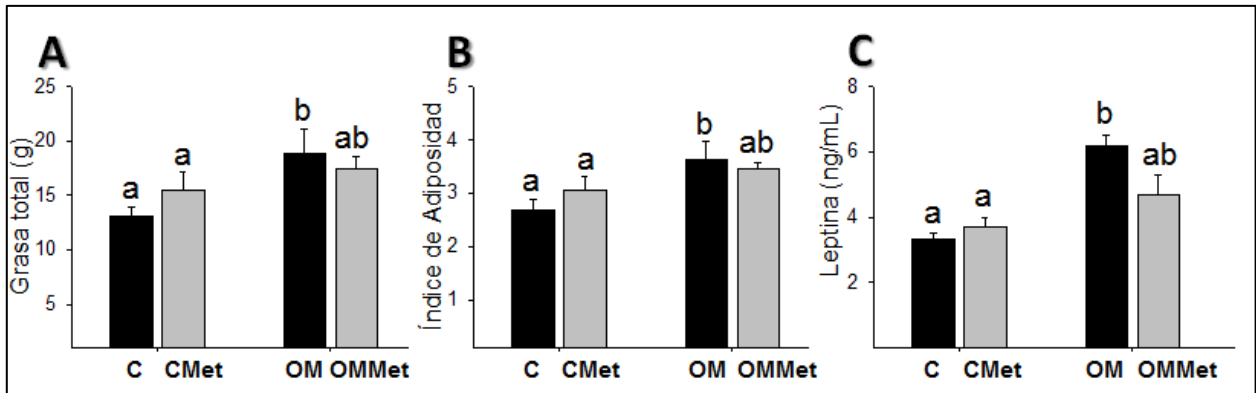 A
Grasa total (g)
25
20
15
10
5
a
a
b
ab
C CMet OM OMMet
B
Índice de Adiposidad
5
4
3
2
1
a
a
b
ab
C CMet OM OMMet
C
Leptina (ng/mL)
8
6
4
2
a
a
b
ab
C CMet OM OMMet